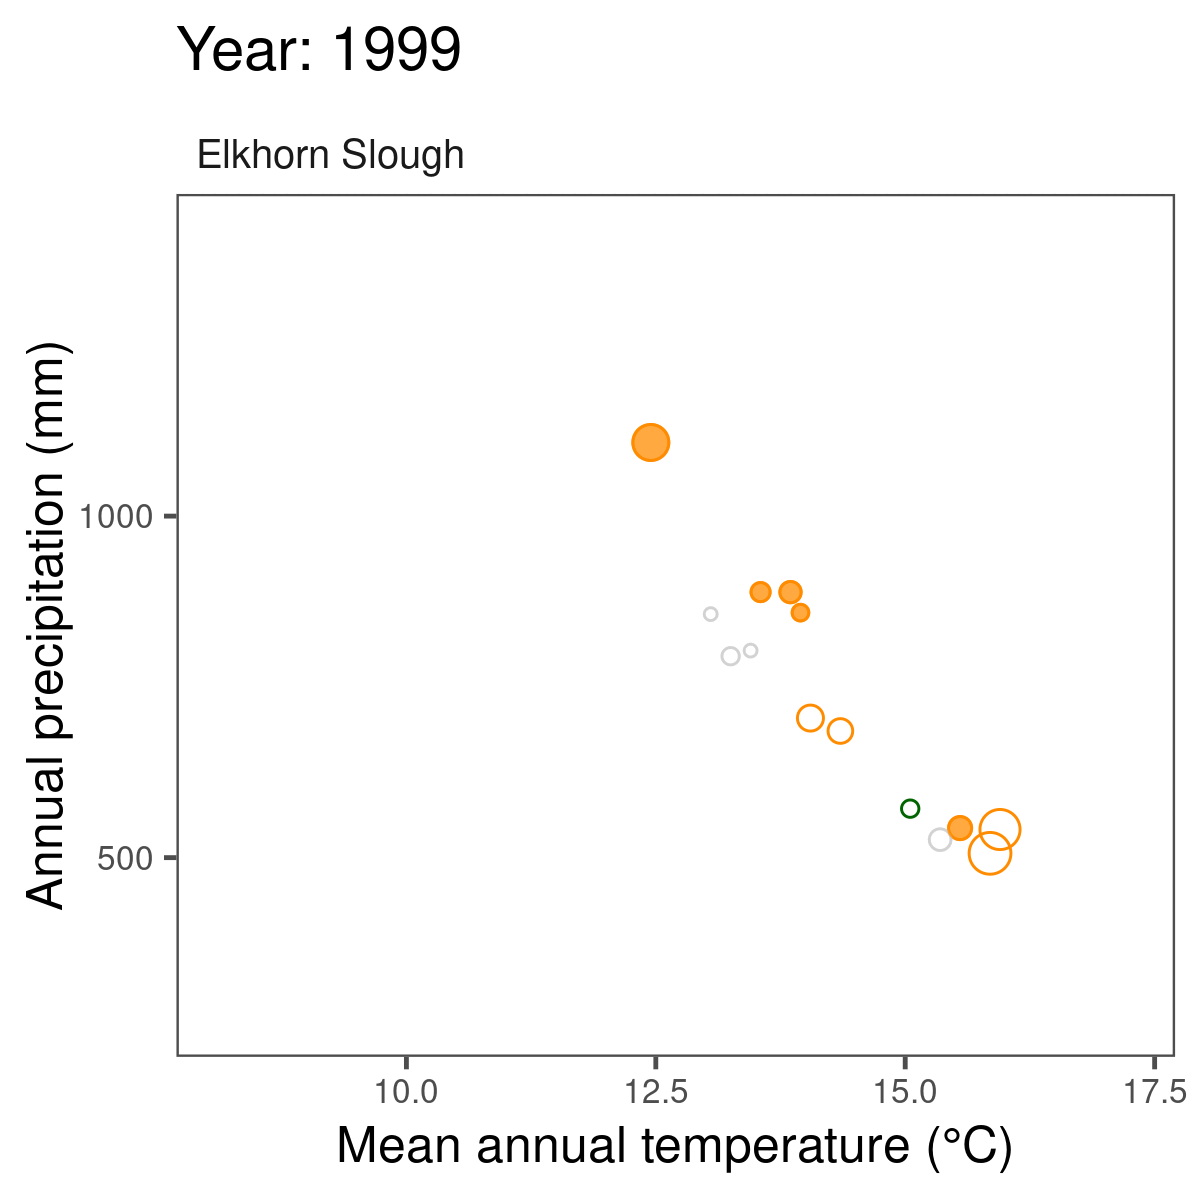 Year: 1999
Elkhorn Slough
Annual precipitation (mm)
1000
500
10.0 12.5 15.0 17.5
Mean annual temperature (°C)